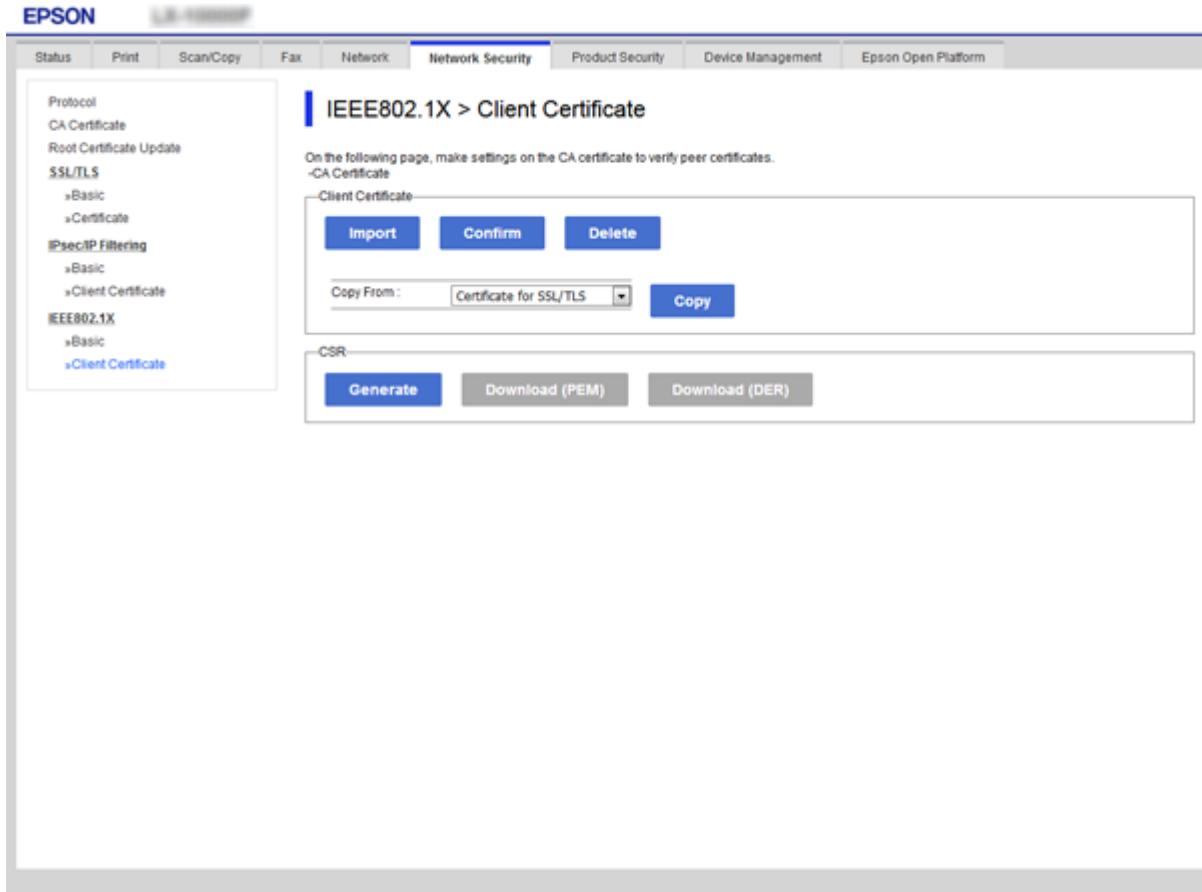 EPSON
Status Print Scan/Copy Fax Network Network Security Product Security Device Management Epson Open Platform
Protocol
CA Certificate
Root Certificate Update
SSL/TLS
»Basic
»Certificate
IPsec/IP Filtering
»Basic
»Client Certificate
IEEE802.1X
»Basic
»Client Certificate
IEEE802.1X > Client Certificate
On the following page, make settings on the CA certificate to verify peer certificates.
-CA Certificate
Client Certificate
Import Confirm Delete
Copy From : Certificate for SSL/TLS Copy
CSR
Generate Download (PEM) Download (DER)